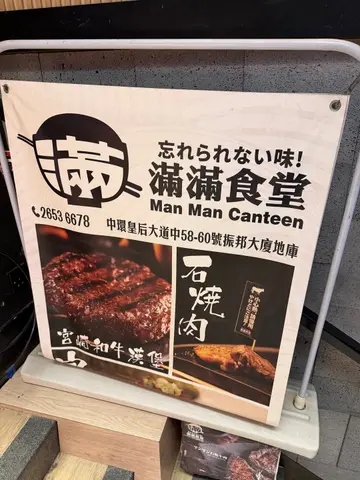 滿
忘れられない味!
滿滿食堂
Man Man Canteen
2653 6678
中環皇后大道中58-60號振邦大廈地庫
石燒肉
宮崎和牛漢堡